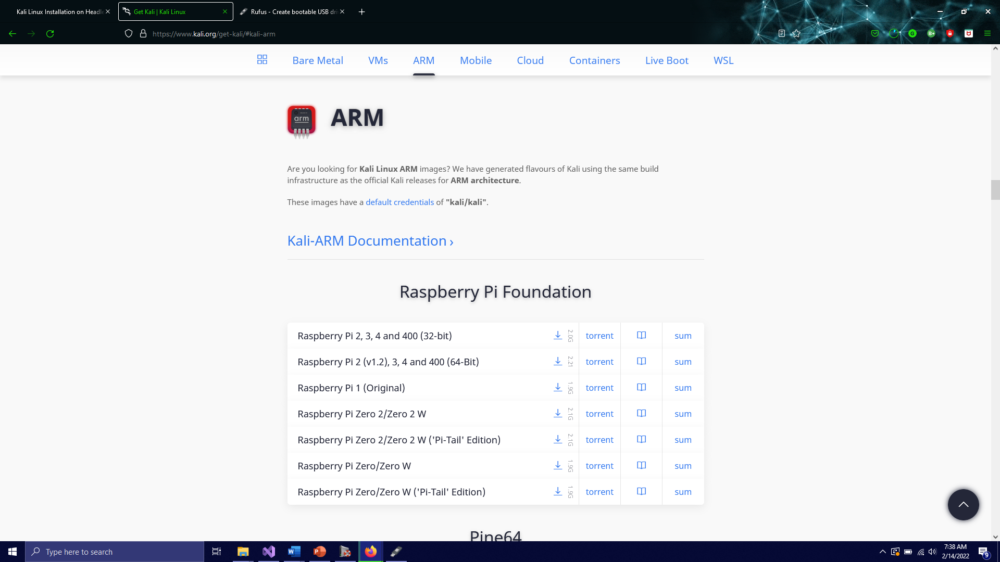 Kali Linux Installation on Headle
Get Kali | Kali Linux
Rufus - Create bootable USB dri
https://www.kali.org/get-kali/#kali-arm
Bare Metal
VMs
ARM
Mobile
Cloud
Containers
Live Boot
WSL
arm
ARM
Are you looking for Kali Linux ARM images? We have generated flavours of Kali using the same build
infrastructure as the official Kali releases for ARM architecture.
These images have a default credentials of "kali/kali".
Kali-ARM Documentation ›
Raspberry Pi Foundation
Raspberry Pi 2, 3, 4 and 400 (32-bit) 2.0G torrent sum
Raspberry Pi 2 (v1.2), 3, 4 and 400 (64-Bit) 2.21 torrent sum
Raspberry Pi 1 (Original) 1.9G torrent sum
Raspberry Pi Zero 2/Zero 2 W 2.1G torrent sum
Raspberry Pi Zero 2/Zero 2 W ('Pi-Tail' Edition) 2.1G torrent sum
Raspberry Pi Zero/Zero W 1.9G torrent sum
Raspberry Pi Zero/Zero W ('Pi-Tail' Edition) 1.9G torrent sum
Pine64
Type here to search
7:38 AM
2/14/2022
9